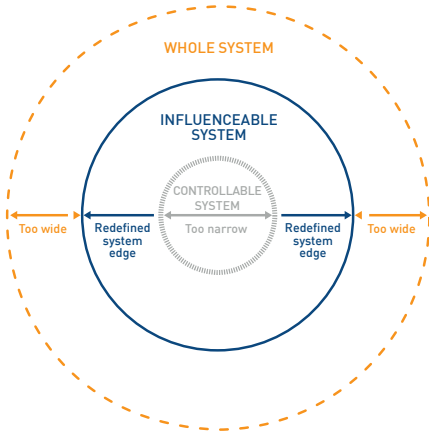 WHOLE SYSTEM
INFLUENCEABLE
SYSTEM
CONTROLLABLE
SYSTEM
Too wide
Redefined
system
edge
Too narrow
Redefined
system
edge
Too wide